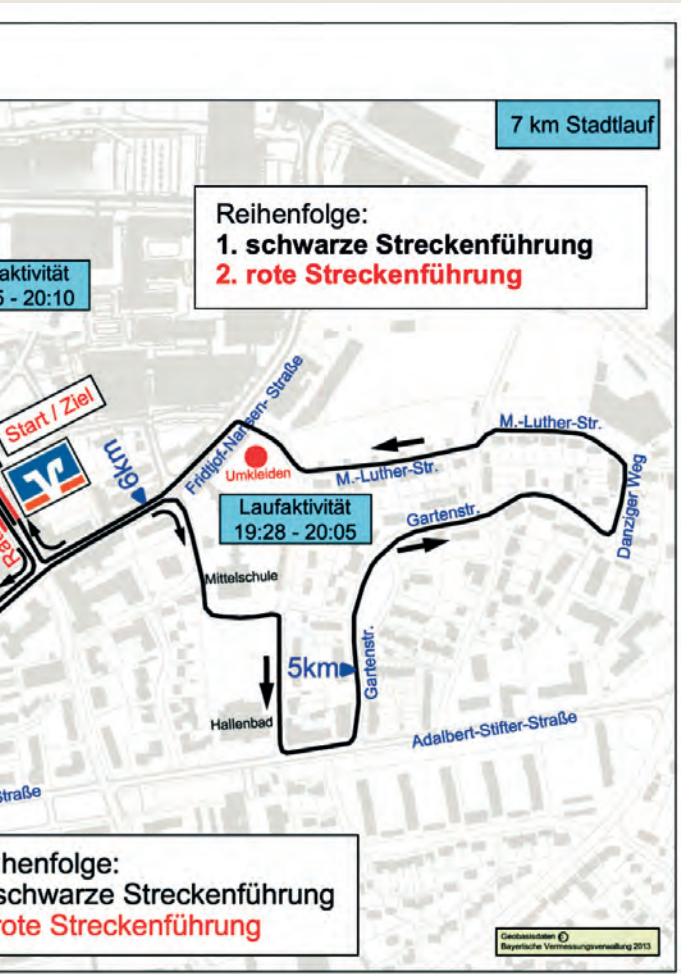 7 km Stadtlauf
Reihenfolge:
1. schwarze Streckenführung
2. rote Streckenführung
aktivität
5 - 20:10
Start / Ziel
6km
Fridtjof-Nansen- Straße
Umkleiden
M.-Luther-Str.
M.-Luther-Str.
Danziger Weg
Laufaktivität
19:28 - 20:05
Gartenstr.
Mittelschule
5km
Gartenstr.
Hallenbad
Adalbert-Stifter-Straße
straße
henfolge:
schwarze Streckenführung
rote Streckenführung
Geobasisdaten ©
Bayerische Vermessungsverwaltung 2013